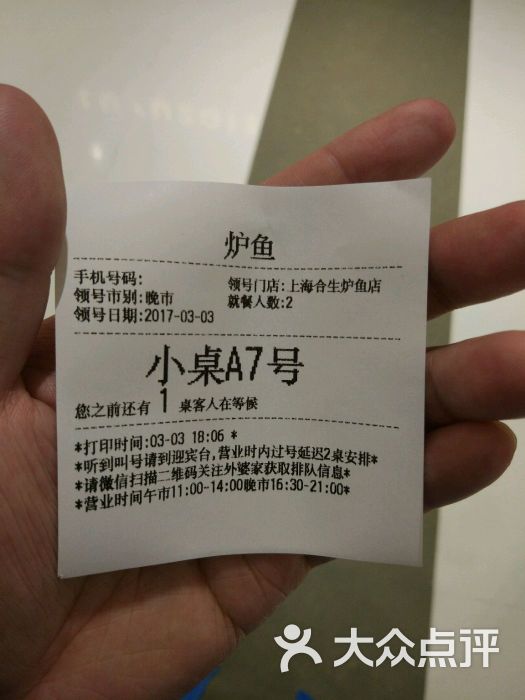 炉鱼
手机号码:
领号门店:上海合生炉鱼店
领号市别:晚市
就餐人数:2
领号日期:2017-03-03
小桌A7号
您之前还有 1 桌客人在等候
*打印时间:03-03 18:06 *
*听到叫号请到迎宾台,营业时内过号延迟2桌安排*
*请微信扫描二维码关注外婆家获取排队信息*
*营业时间午市11:00-14:00晚市16:30-21:00*
大众点评